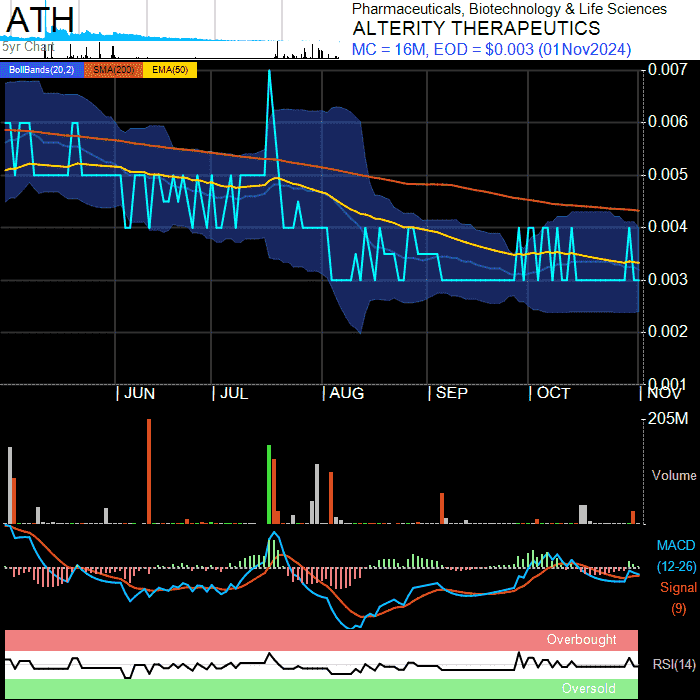 ATH
Pharmaceuticals, Biotechnology & Life Sciences
ALTERITY THERAPEUTICS
MC = 16M, EOD = $0.003 (01Nov2024)
5yr Chart
BollBands(20,2) SMA(200) EMA(50)
0.007
0.006
0.005
0.004
0.003
0.002
0.001
| JUN | JUL | AUG | SEP | OCT | NOV
205M
Volume
MACD
(12-26)
Signal
(9)
Overbought
RSI(14)
Oversold